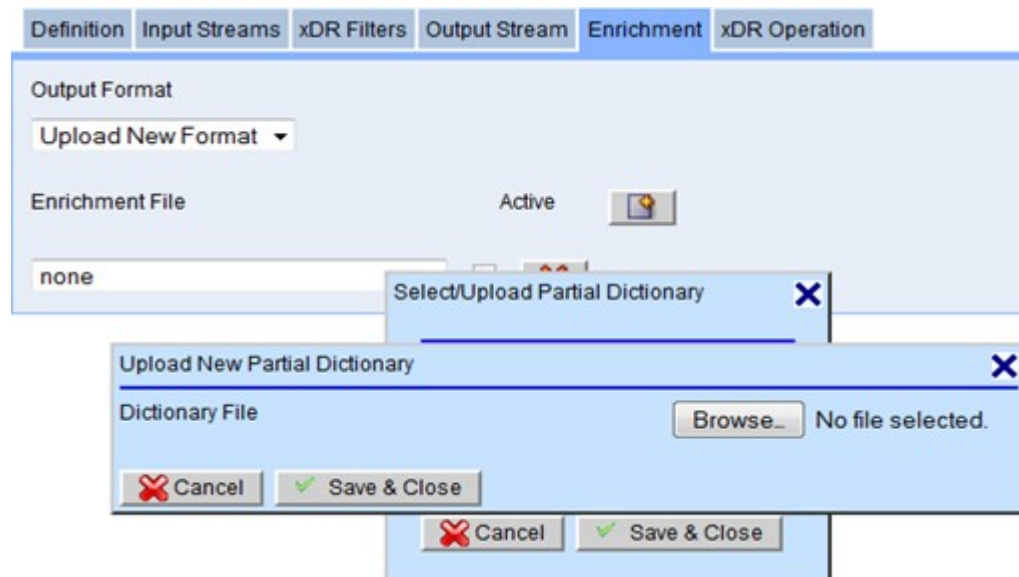 Definition Input Streams xDR Filters Output Stream Enrichment xDR Operation
Output Format
Upload New Format
Enrichment File Active
none
Select/Upload Partial Dictionary
Upload New Partial Dictionary
Dictionary File Browse... No file selected.
Cancel Save & Close
Cancel Save & Close